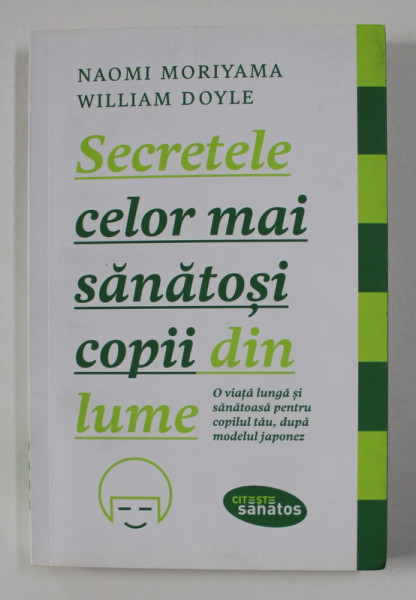 NAOMI MORIYAMA
WILLIAM DOYLE
Secretele
celor mai
sănătoși
copii din
lume
O viață lungă și
sănătoasă pentru
copilul tău, după
modelul japonez
CITEȘTE
sănătos